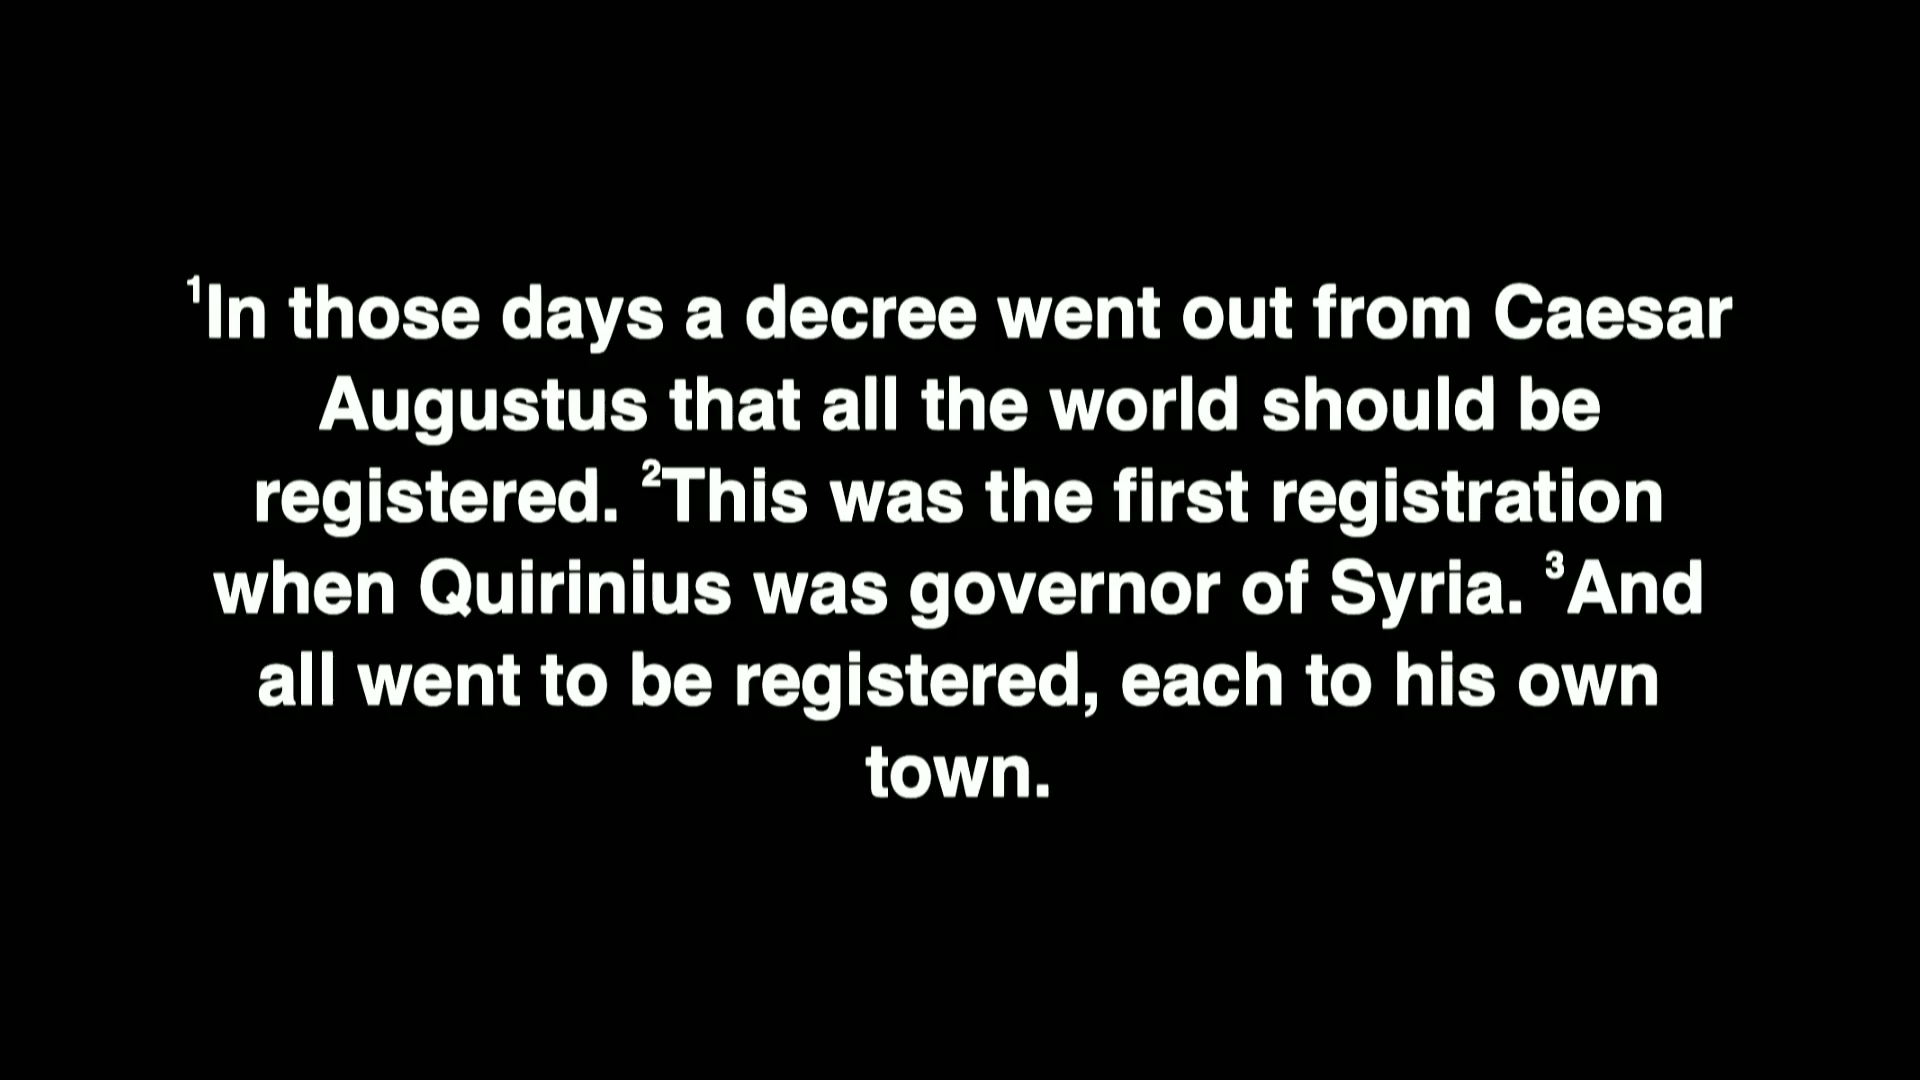 ¹In those days a decree went out from Caesar
Augustus that all the world should be
registered. ²This was the first registration
when Quirinius was governor of Syria. ³And
all went to be registered, each to his own
town.